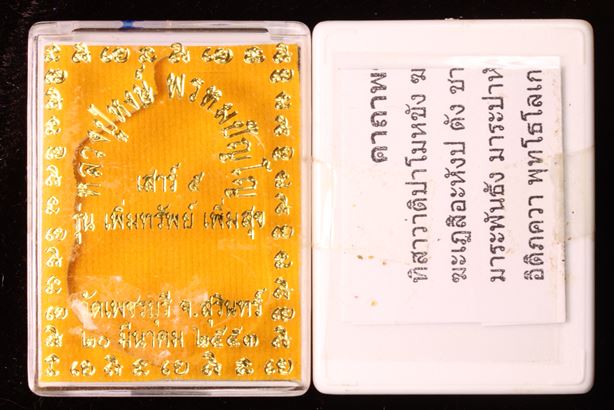 หลวงปู่หงษ์ พรหมปัญโญ
เสาร์ ๕
รุ่น เพิ่มทรัพย์ เพิ่มสุข
วัดเพชรบุรี จ.สุรินทร์
๒๐ มีนาคม ๒๕๕๓
คาถาพ
ทิสาวาติปาโมหขัง ฆ
ฆะเฏสิอะหังป ตัง ชา
มาระพันธัง มาระปาห
อิติภควา พุทโธโลเก